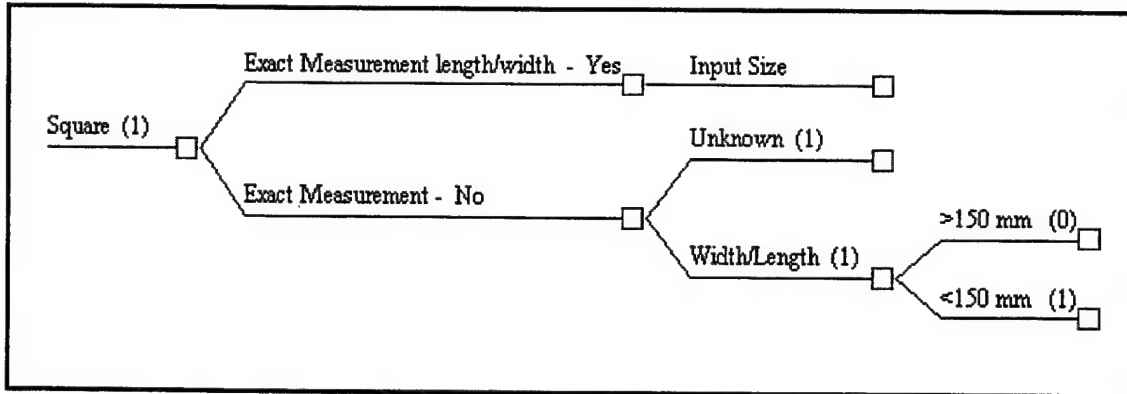 Exact Measurement length/width - Yes
Input Size
Square (1)
Unknown (1)
Exact Measurement - No
>150 mm (0)
Width/Length (1)
<150 mm (1)